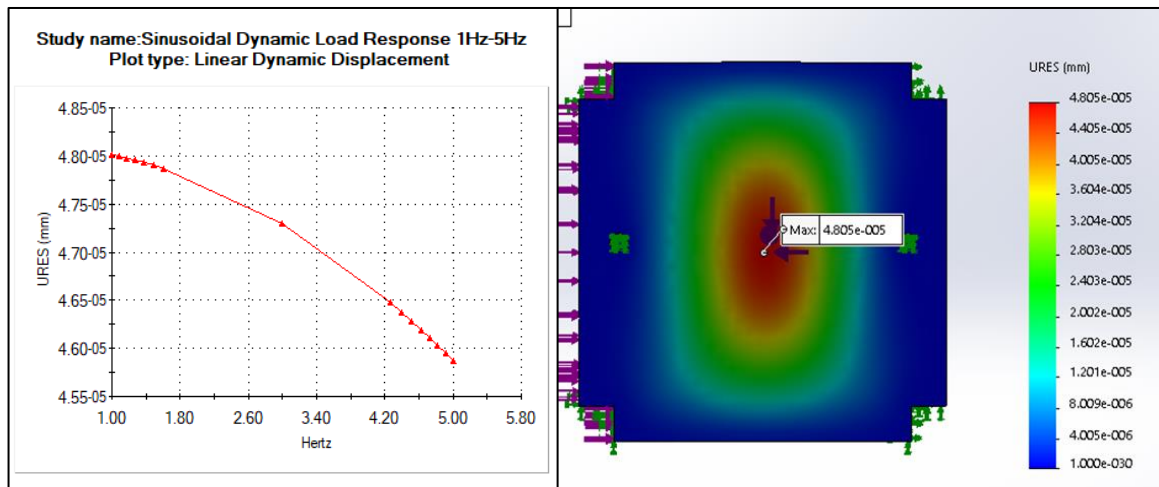 Study name:Sinusoidal Dynamic Load Response 1Hz-5Hz
Plot type: Linear Dynamic Displacement
URES (mm)
4.85-05
4.80-05
4.75-05
4.70-05
4.65-05
4.60-05
4.55-05
1.00 1.80 2.60 3.40 4.20 5.00 5.80
Hertz
Max: 4.805e-005
URES (mm)
4.805e-005
4.405e-005
4.005e-005
3.604e-005
3.204e-005
2.803e-005
2.403e-005
2.002e-005
1.602e-005
1.201e-005
8.009e-006
4.005e-006
1.000e-030